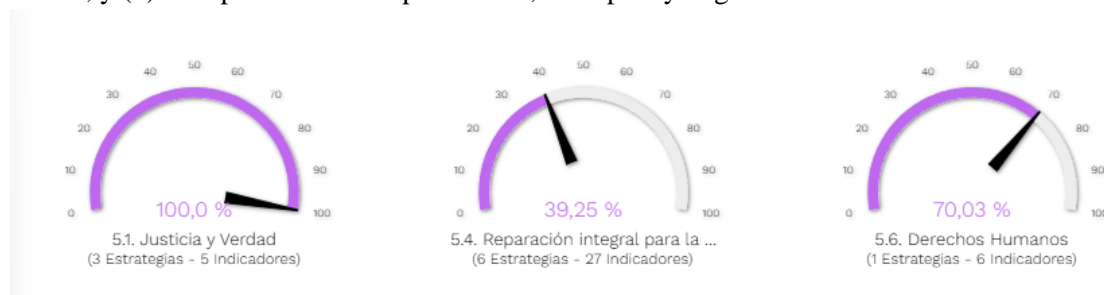 0 10 20 30 40 50 60 70 80 90 100
100,0 %
5.1. Justicia y Verdad
(3 Estrategias - 5 Indicadores)
0 10 20 30 40 50 60 70 80 90 100
39,25 %
5.4. Reparación integral para la ...
(6 Estrategias - 27 Indicadores)
0 10 20 30 40 50 60 70 80 90 100
70,03 %
5.6. Derechos Humanos
(1 Estrategias - 6 Indicadores)